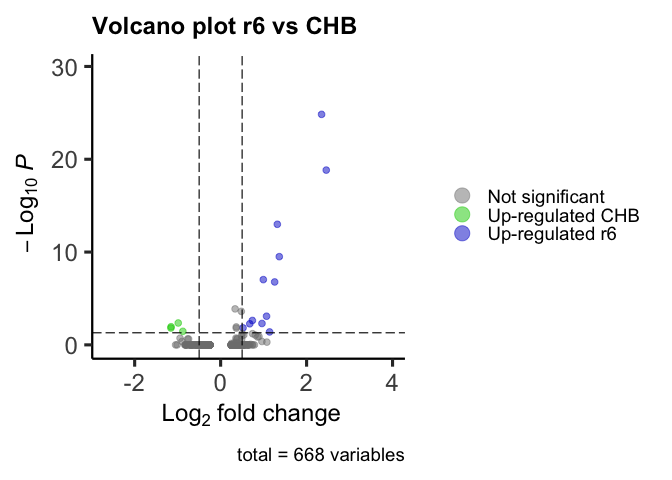 Volcano plot r6 vs CHB
30
20
10
0
– Log10 P
-2 0 2 4
Log2 fold change
Not significant
Up-regulated CHB
Up-regulated r6
total = 668 variables